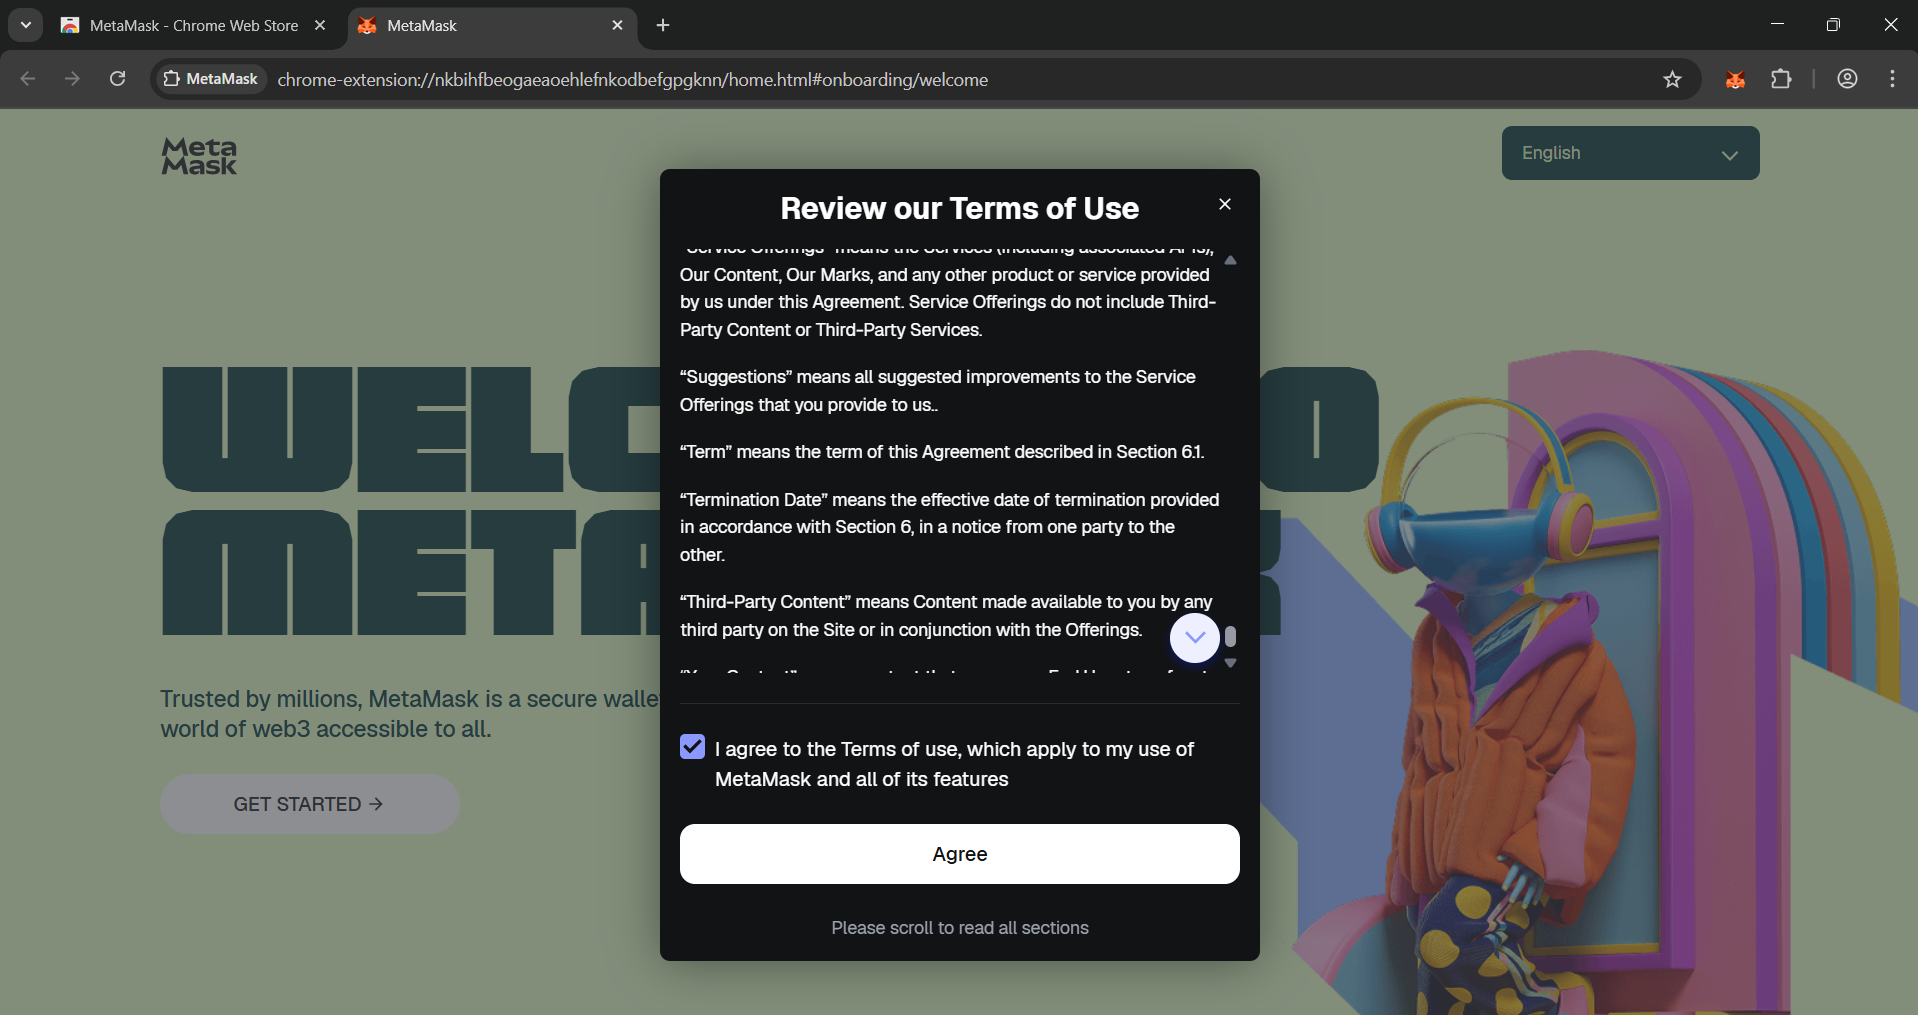 MetaMask - Chrome Web Store
MetaMask
MetaMask
chrome-extension://nkbihfbeogaeaoehlefnkodbefgpgknn/home.html#onboarding/welcome
Meta
Mask
English
Review our Terms of Use
"Service Offerings" means the Services (including associated APIs),
Our Content, Our Marks, and any other product or service provided
by us under this Agreement. Service Offerings do not include Third-
Party Content or Third-Party Services.
“Suggestions” means all suggested improvements to the Service
Offerings that you provide to us..
“Term” means the term of this Agreement described in Section 6.1.
“Termination Date” means the effective date of termination provided
in accordance with Section 6, in a notice from one party to the
other.
“Third-Party Content” means Content made available to you by any
third party on the Site or in conjunction with the Offerings.
I agree to the Terms of use, which apply to my use of
MetaMask and all of its features
Agree
Please scroll to read all sections
WELC O
META K
Trusted by millions, MetaMask is a secure walle
world of web3 accessible to all.
GET STARTED →